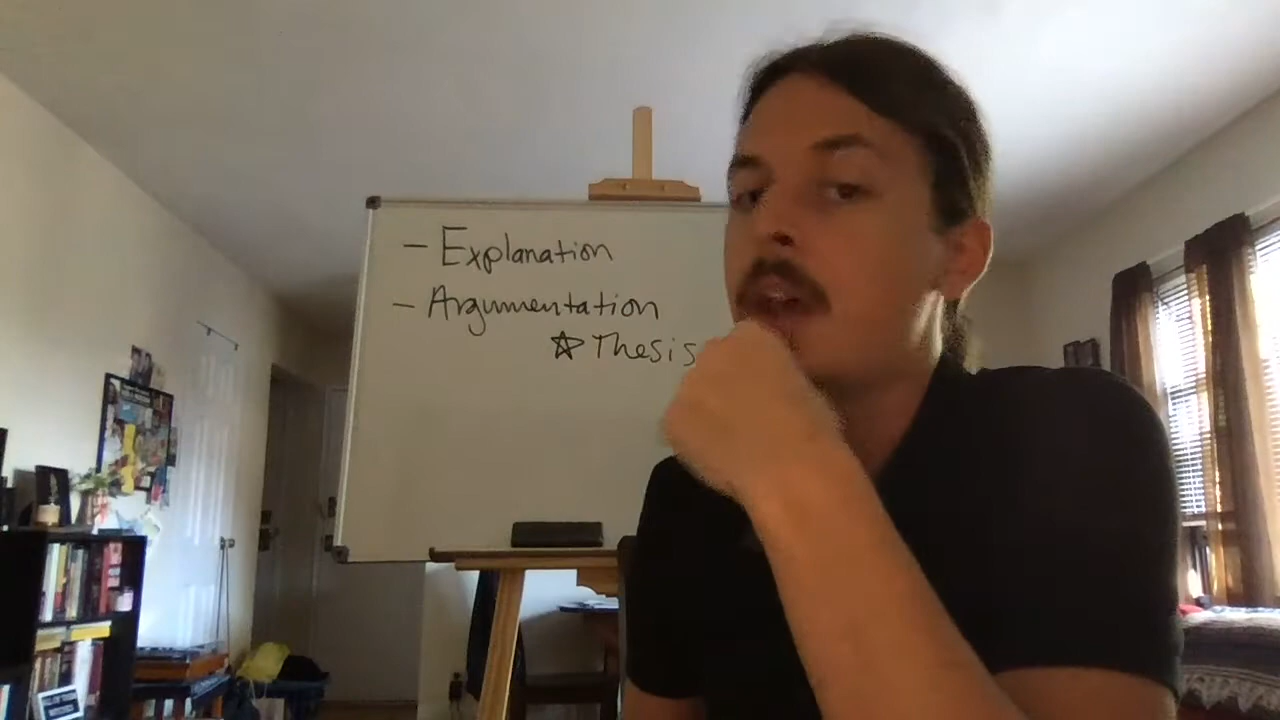 - Explanation
- Argumentation
☆ Thesis